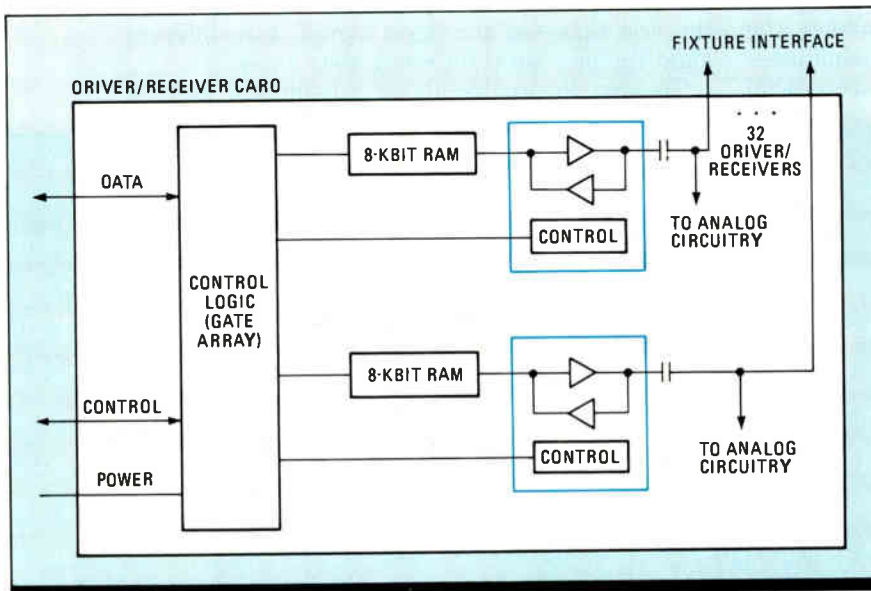 FIXTURE INTERFACE
ORIVER/RECEIVER CARO
8-KBIT RAM
. . .
32
ORIVER/
RECEIVERS
OATA
TO ANALOG
CIRCUITRY
CONTROL
CONTROL
LOGIC
(GATE
ARRAY)
8-KBIT RAM
CONTROL
TO ANALOG
CIRCUITRY
CONTROL
POWER